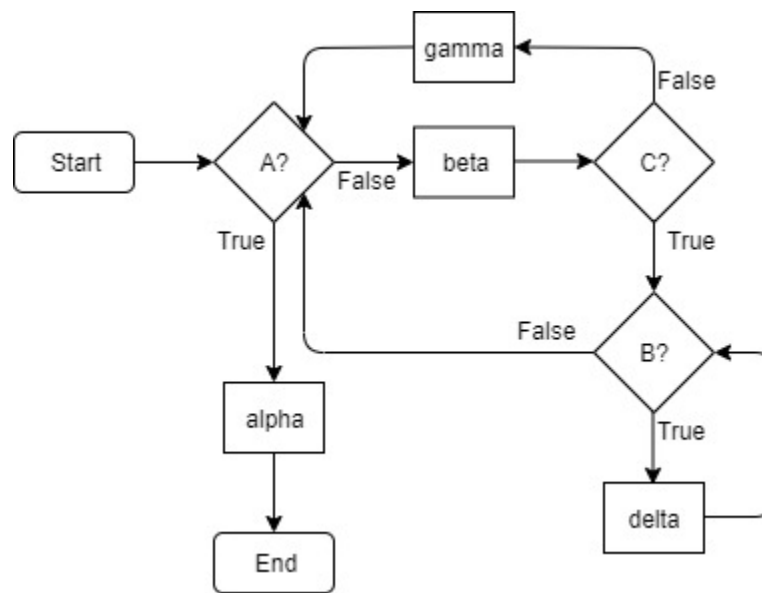 gamma
False
Start
A?
False
beta
C?
True
True
False
B?
alpha
True
delta
End